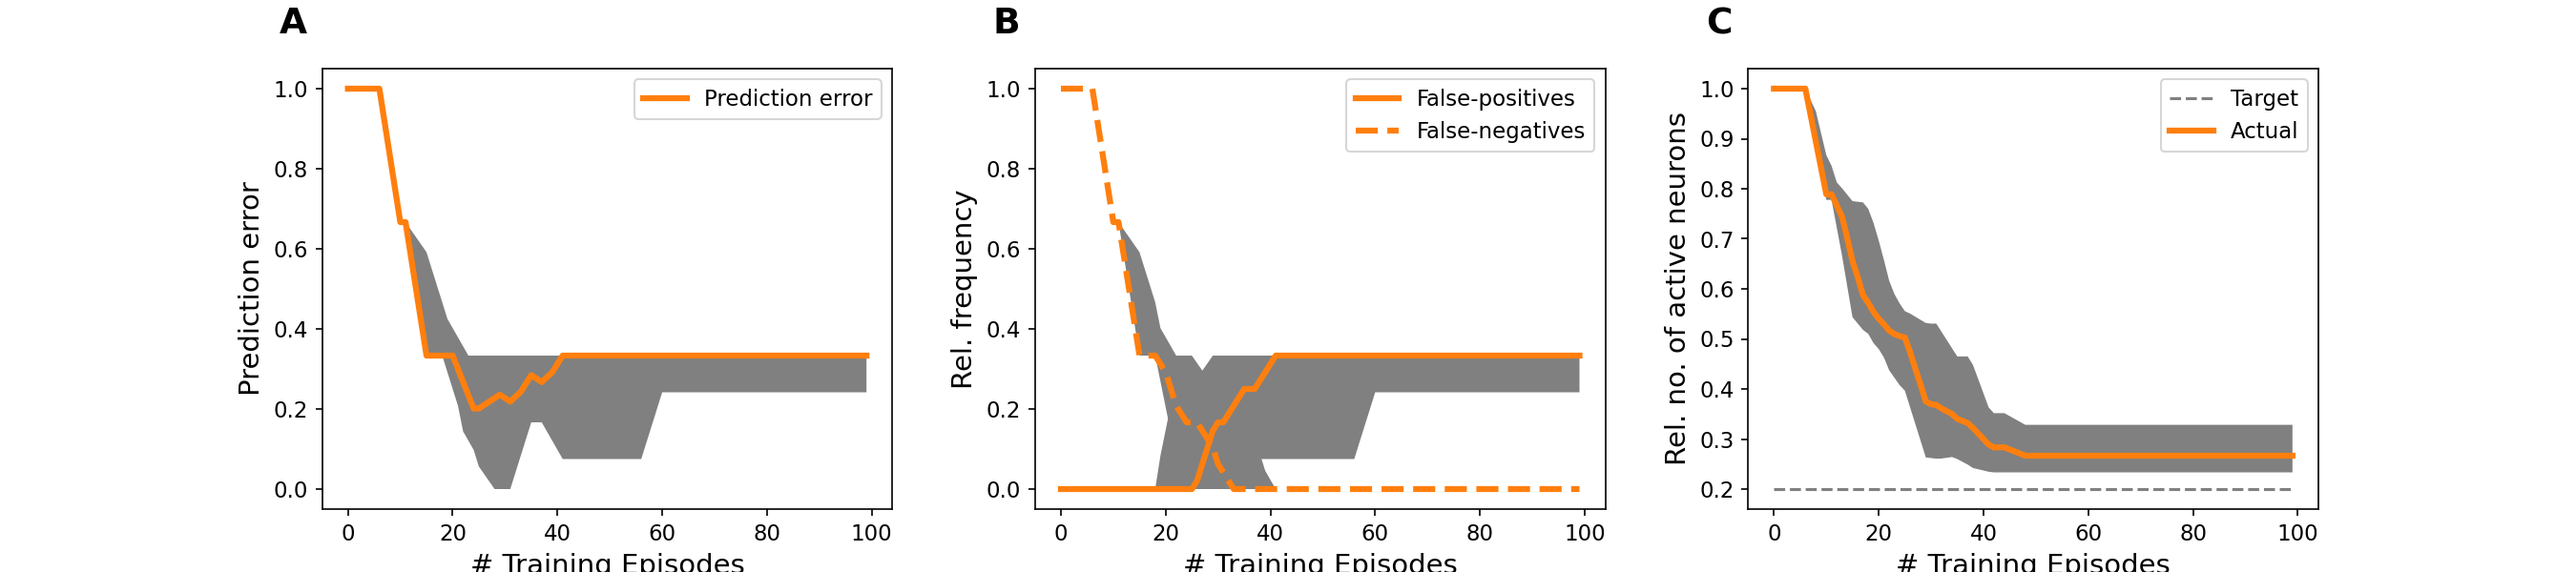 A
Prediction error
1.0
0.8
0.6
0.4
0.2
0.0
Prediction error
0
20
40
60
80
100
# Training Episodes
B
False-positives
False-negatives
1.0
0.8
0.6
0.4
0.2
0.0
Rel. frequency
0
20
40
60
80
100
# Training Episodes
C
Target
Actual
1.0
0.9
0.8
0.7
0.6
0.5
0.4
0.3
0.2
Rel. no. of active neurons
0
20
40
60
80
100
# Training Episodes